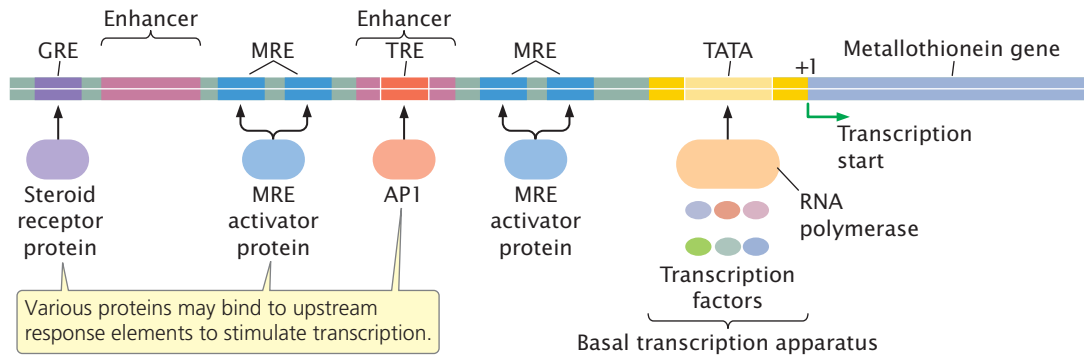 Enhancer
Enhancer
GRE
MRE
TRE
MRE
TATA
+1
Metallothionein gene
Transcription
start
Steroid
receptor
protein
MRE
activator
protein
AP1
MRE
activator
protein
RNA
polymerase
Transcription
factors
Basal transcription apparatus
Various proteins may bind to upstream
response elements to stimulate transcription.